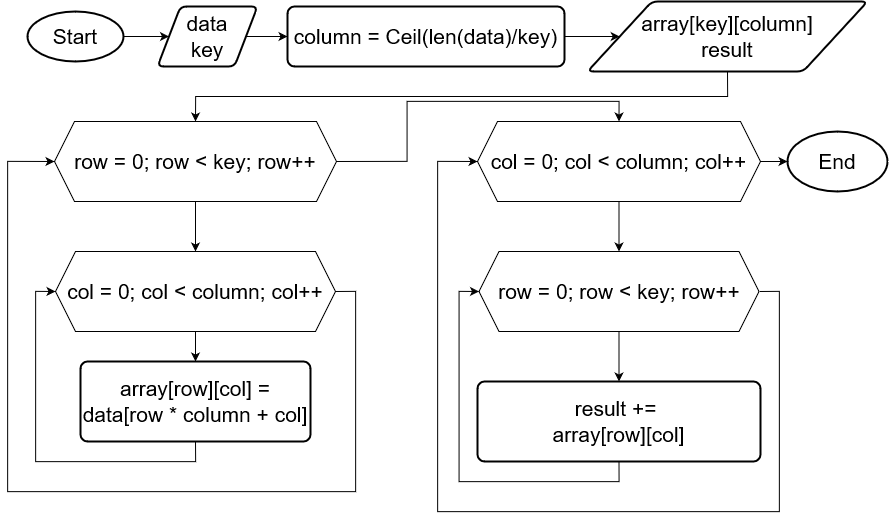 Start
data
key
column = Ceil(len(data)/key)
array[key][column]
result
row = 0; row < key; row++
col = 0; col < column; col++
End
col = 0; col < column; col++
row = 0; row < key; row++
array[row][col] =
data[row * column + col]
result +=
array[row][col]